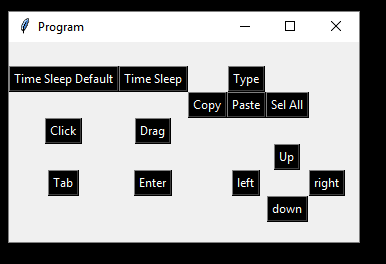 Program
Time Sleep Default Time Sleep Type
Copy Paste Sel All
Click Drag
Up
Tab Enter left right
down